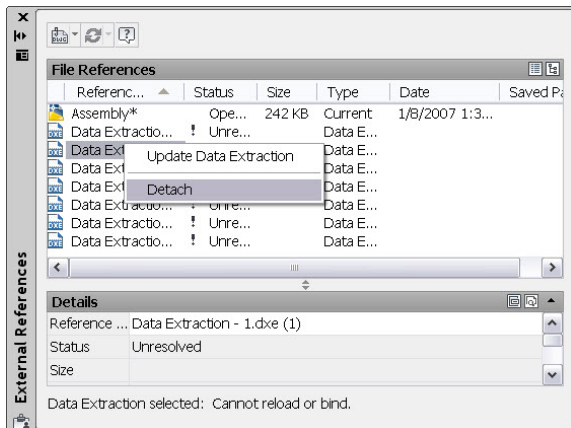 File References
Referenc... Status Size Type Date Saved Pa
Assembly* Ope... 242 KB Current 1/8/2007 1:3...
Data Extractio... ! Unre... Data E...
Data Ext Data E...
Update Data Extraction
Data Ext Data E...
Data Ext Data E...
Detach
Data Extractio... ! Unre... Data E...
Data Extractio... ! Unre... Data E...
Data Extractio... ! Unre... Data E...
Details
Reference ... Data Extraction - 1.dxe (1)
Status Unresolved
Size
Data Extraction selected: Cannot reload or bind.
External References